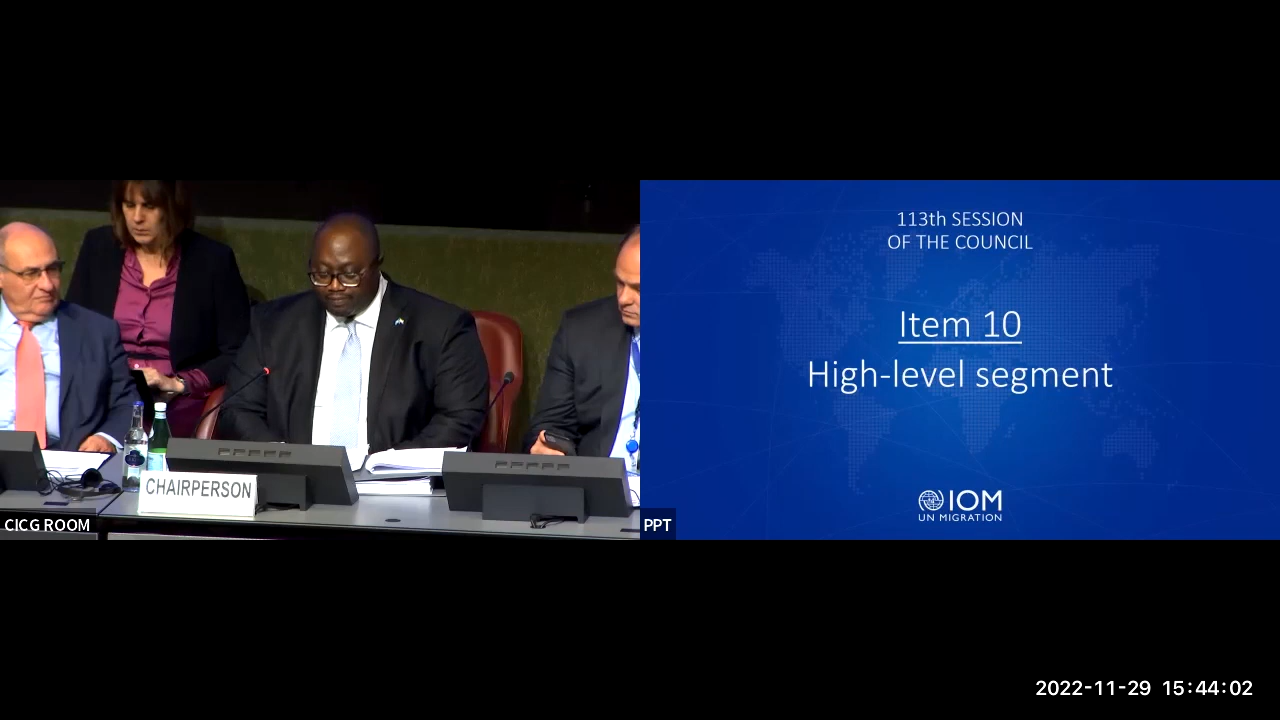 CHAIRPERSON
CICG ROOM
113th SESSION
OF THE COUNCIL
Item 10
High-level segment
IOM
UN MIGRATION
PPT
2022-11-29 15:44:02